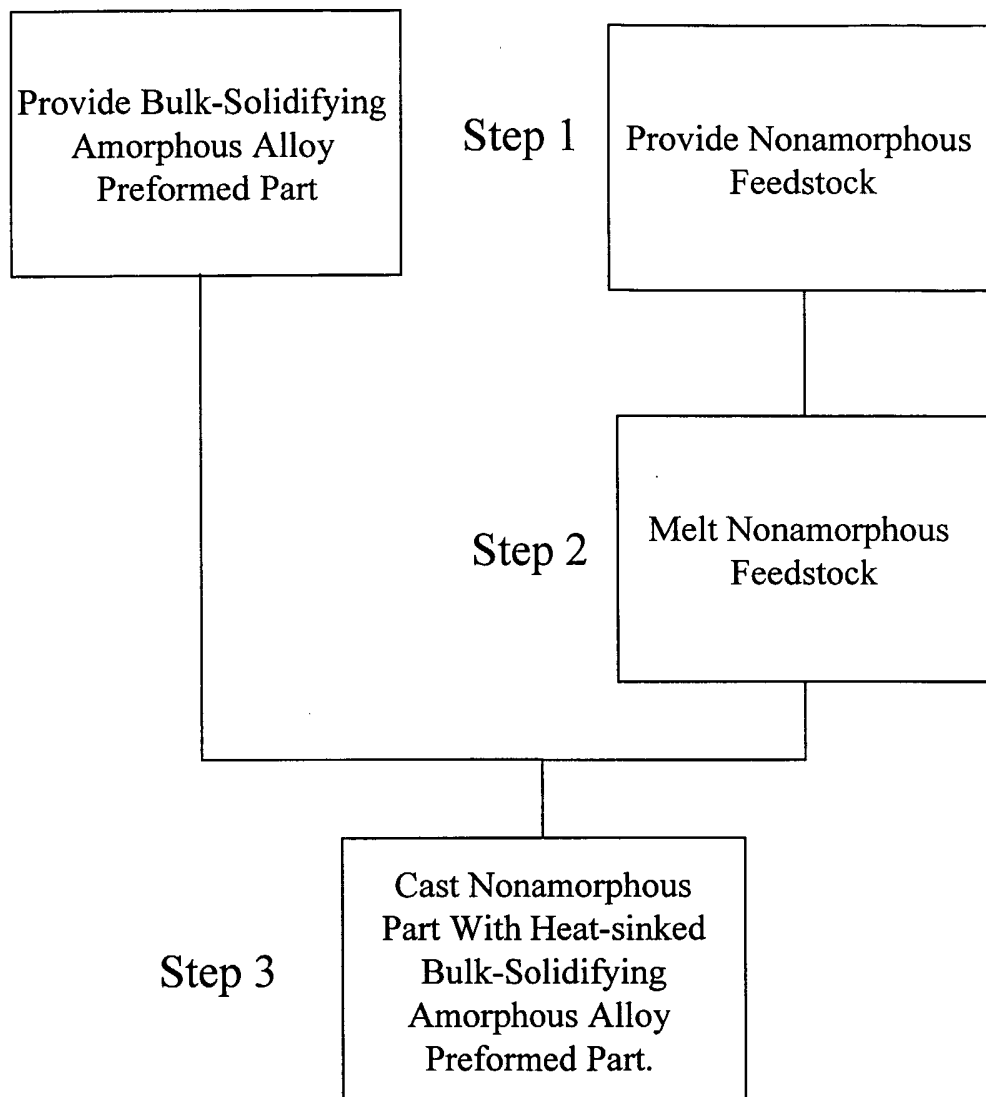 Provide Bulk-Solidifying
Amorphous Alloy
Preformed Part
Step 1
Provide Nonamorphous
Feedstock
Step 2
Melt Nonamorphous
Feedstock
Step 3
Cast Nonamorphous
Part With Heat-sinked
Bulk-Solidifying
Amorphous Alloy
Preformed Part.